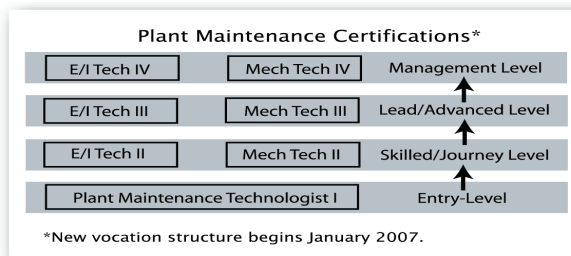 Plant Maintenance Certifications*
E/I Tech IV Mech Tech IV Management Level
E/I Tech III Mech Tech III Lead/Advanced Level
E/I Tech II Mech Tech II Skilled/Journey Level
Plant Maintenance Technologist I Entry-Level
*New vocation structure begins January 2007.